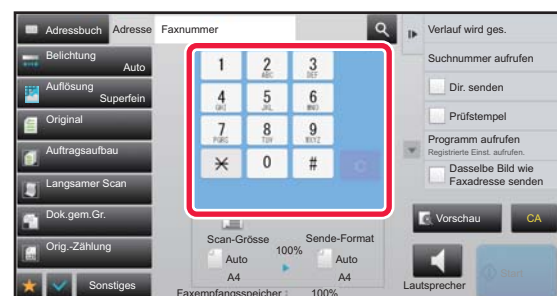 Adressbuch Adresse Faxnummer
Verlauf wird ges.
Belichtung
Auto
Suchnummer aufrufen
Auflösung
Superfein
Dir. senden
Original
Prüfstempel
Auftragsaufbau
Programm aufrufen
Registrierte Einst. aufrufen.
Langsamer Scan
Dasselbe Bild wie
Faxadresse senden
Dok.gem.Gr.
Orig.-Zählung
Sonstiges
1 2 3
ABC DEF
4 5 6
GHI JKL MNO
7 8 9
PQRS TUV WXYZ
0 #
C
Scan-Grösse 100% Sende-Format
Auto Auto
A4 A4
Faxempfangsspeicher : 100%
Vorschau CA
Lautsprecher
Start